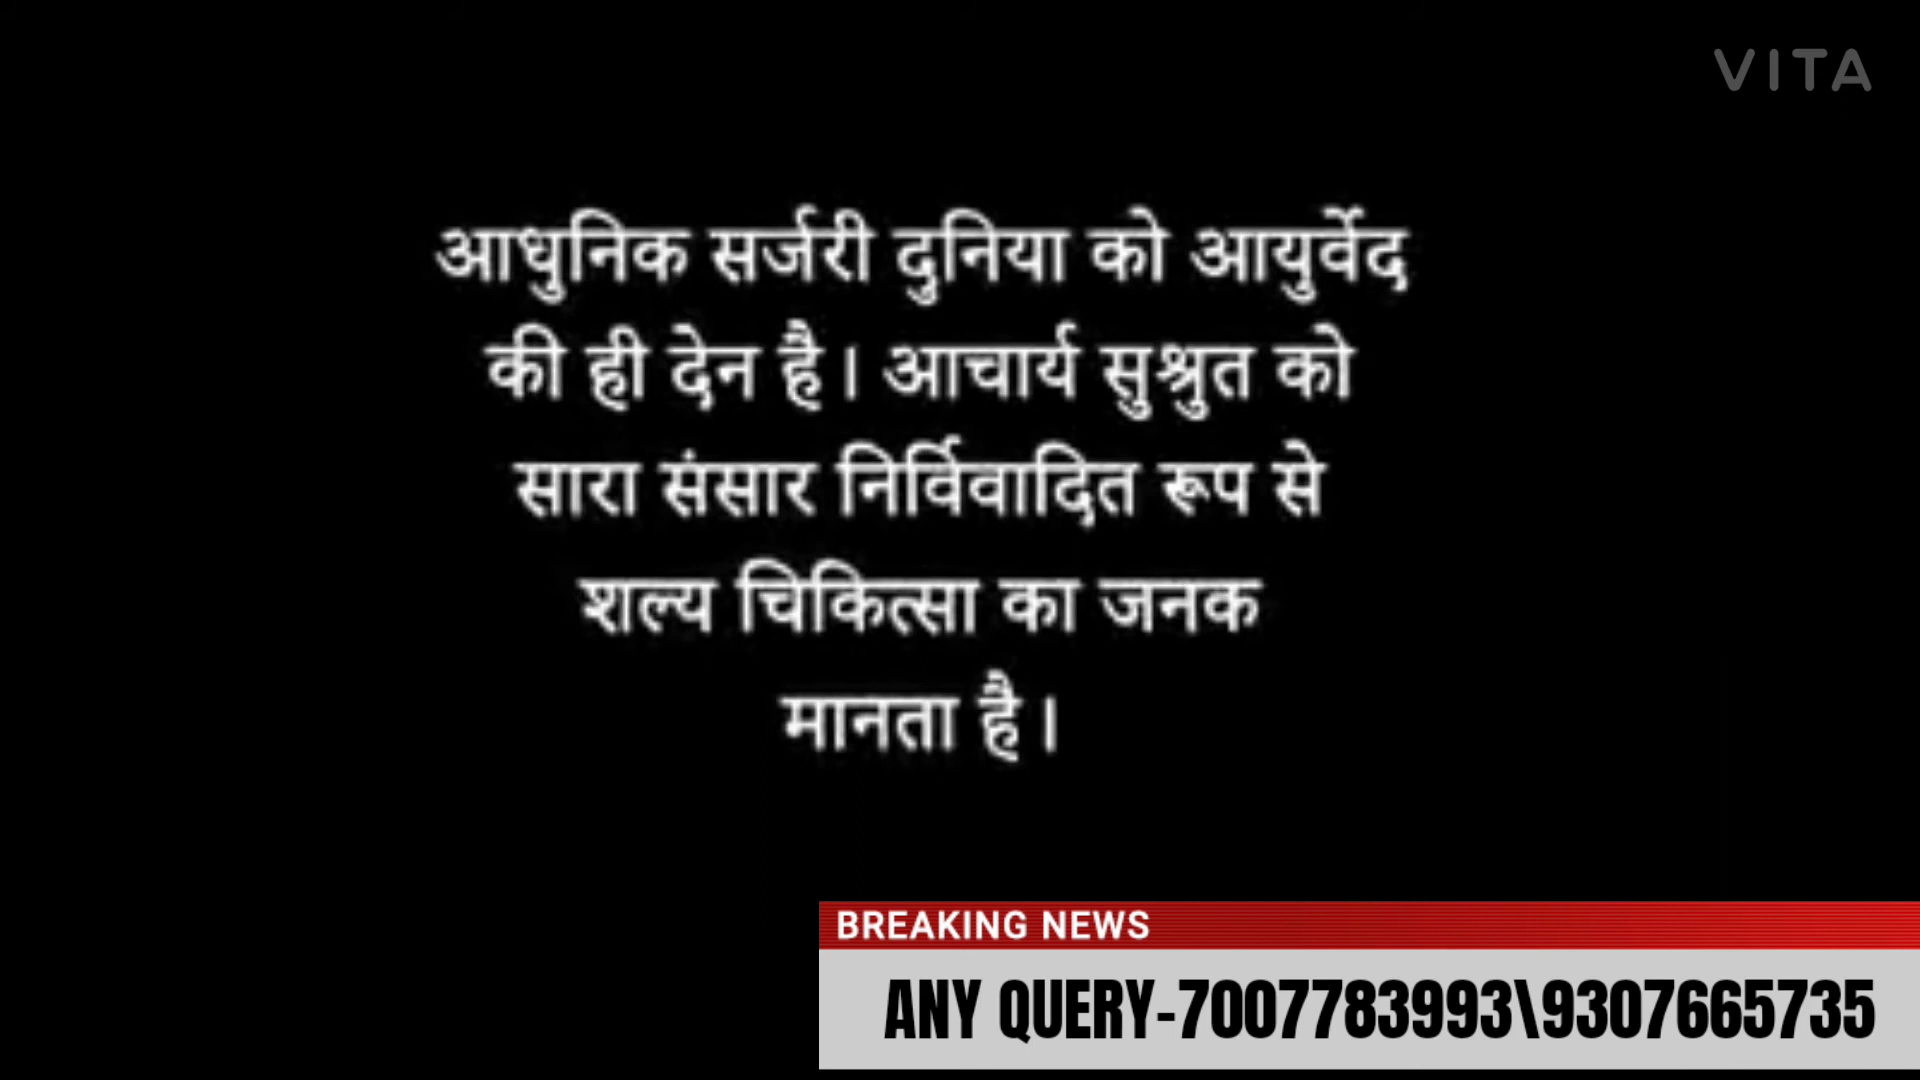 VITA
आधुनिक सर्जरी दुनिया को आयुर्वेद
की ही देन है। आचार्य सुश्रुत को
सारा संसार निर्विवादित रूप से
शल्य चिकित्सा का जनक
मानता है।
BREAKING NEWS
ANY QUERY-7007783993\9307665735